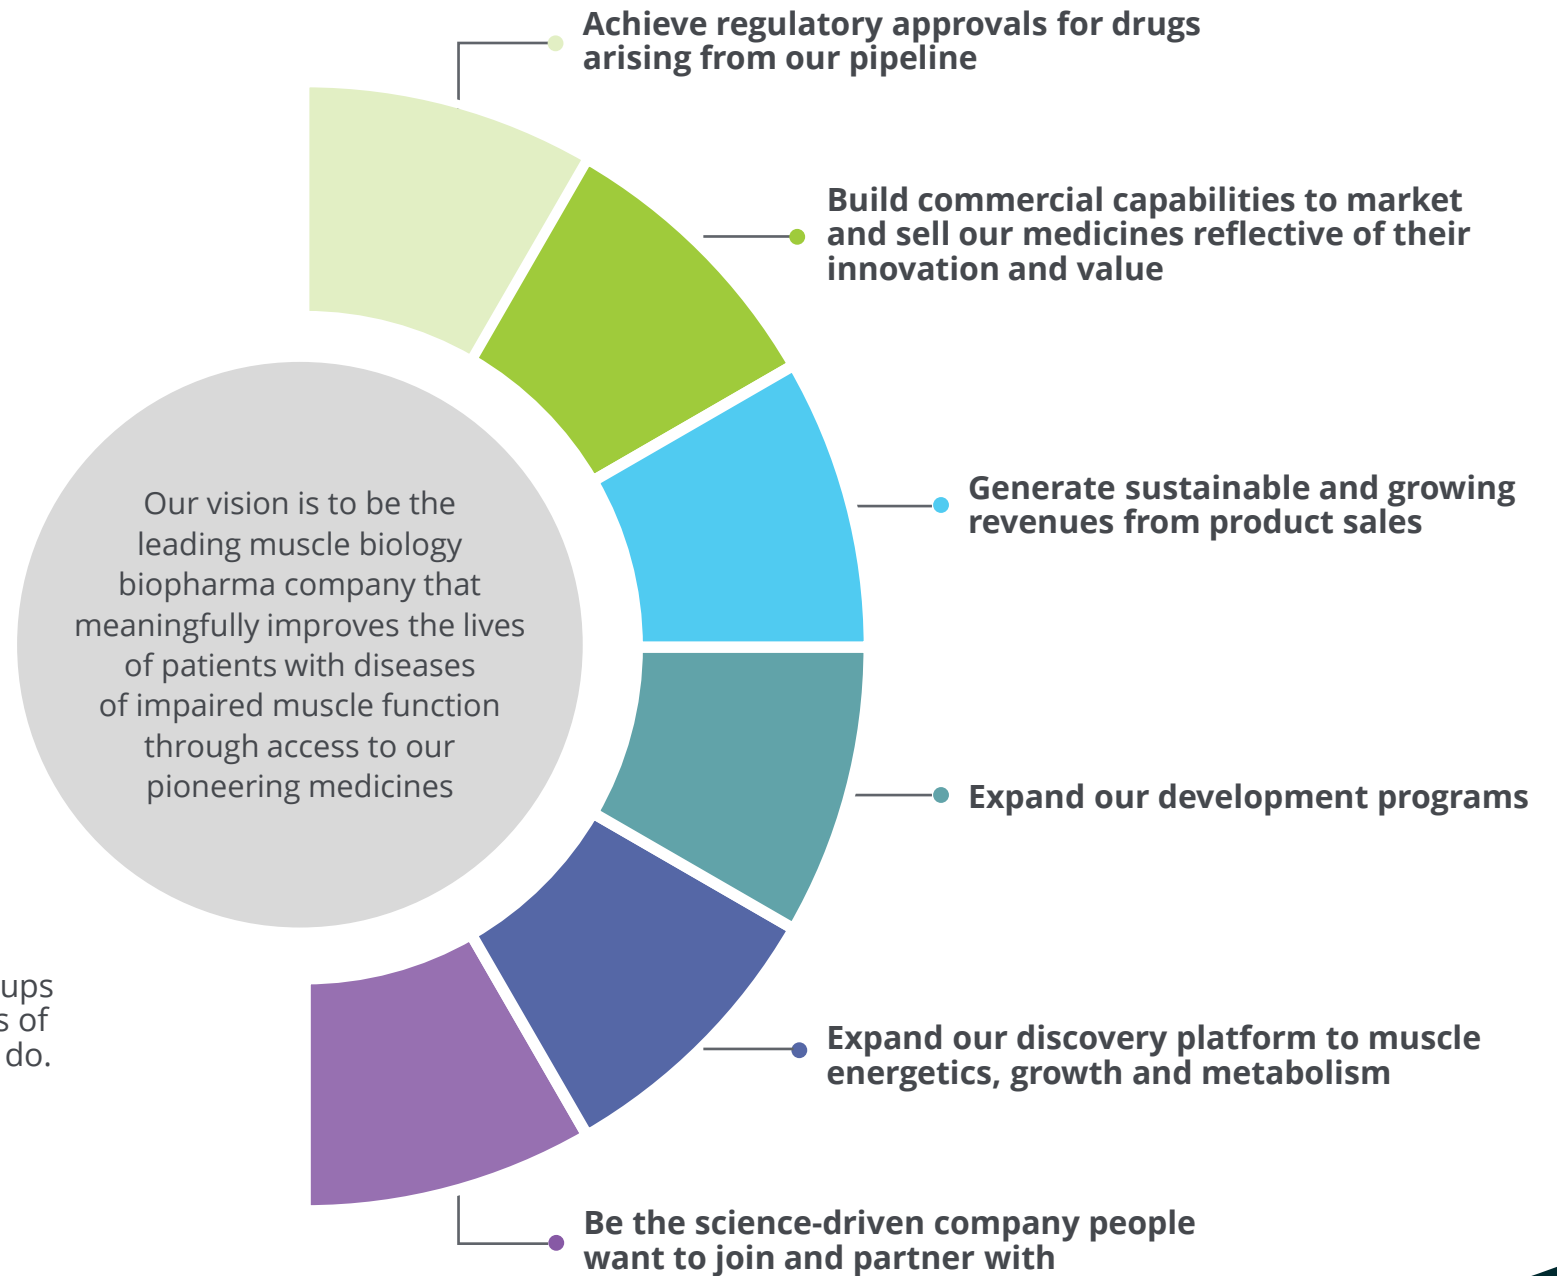 Achieve regulatory approvals for drugs
arising from our pipeline
Build commercial capabilities to market
and sell our medicines reflective of their
innovation and value
Generate sustainable and growing
revenues from product sales
Our vision is to be the
leading muscle biology
biopharma company that
meaningfully improves the lives
of patients with diseases
of impaired muscle function
through access to our
pioneering medicines
Expand our development programs
ups
s of
do.
Expand our discovery platform to muscle
energetics, growth and metabolism
Be the science-driven company people
want to join and partner with